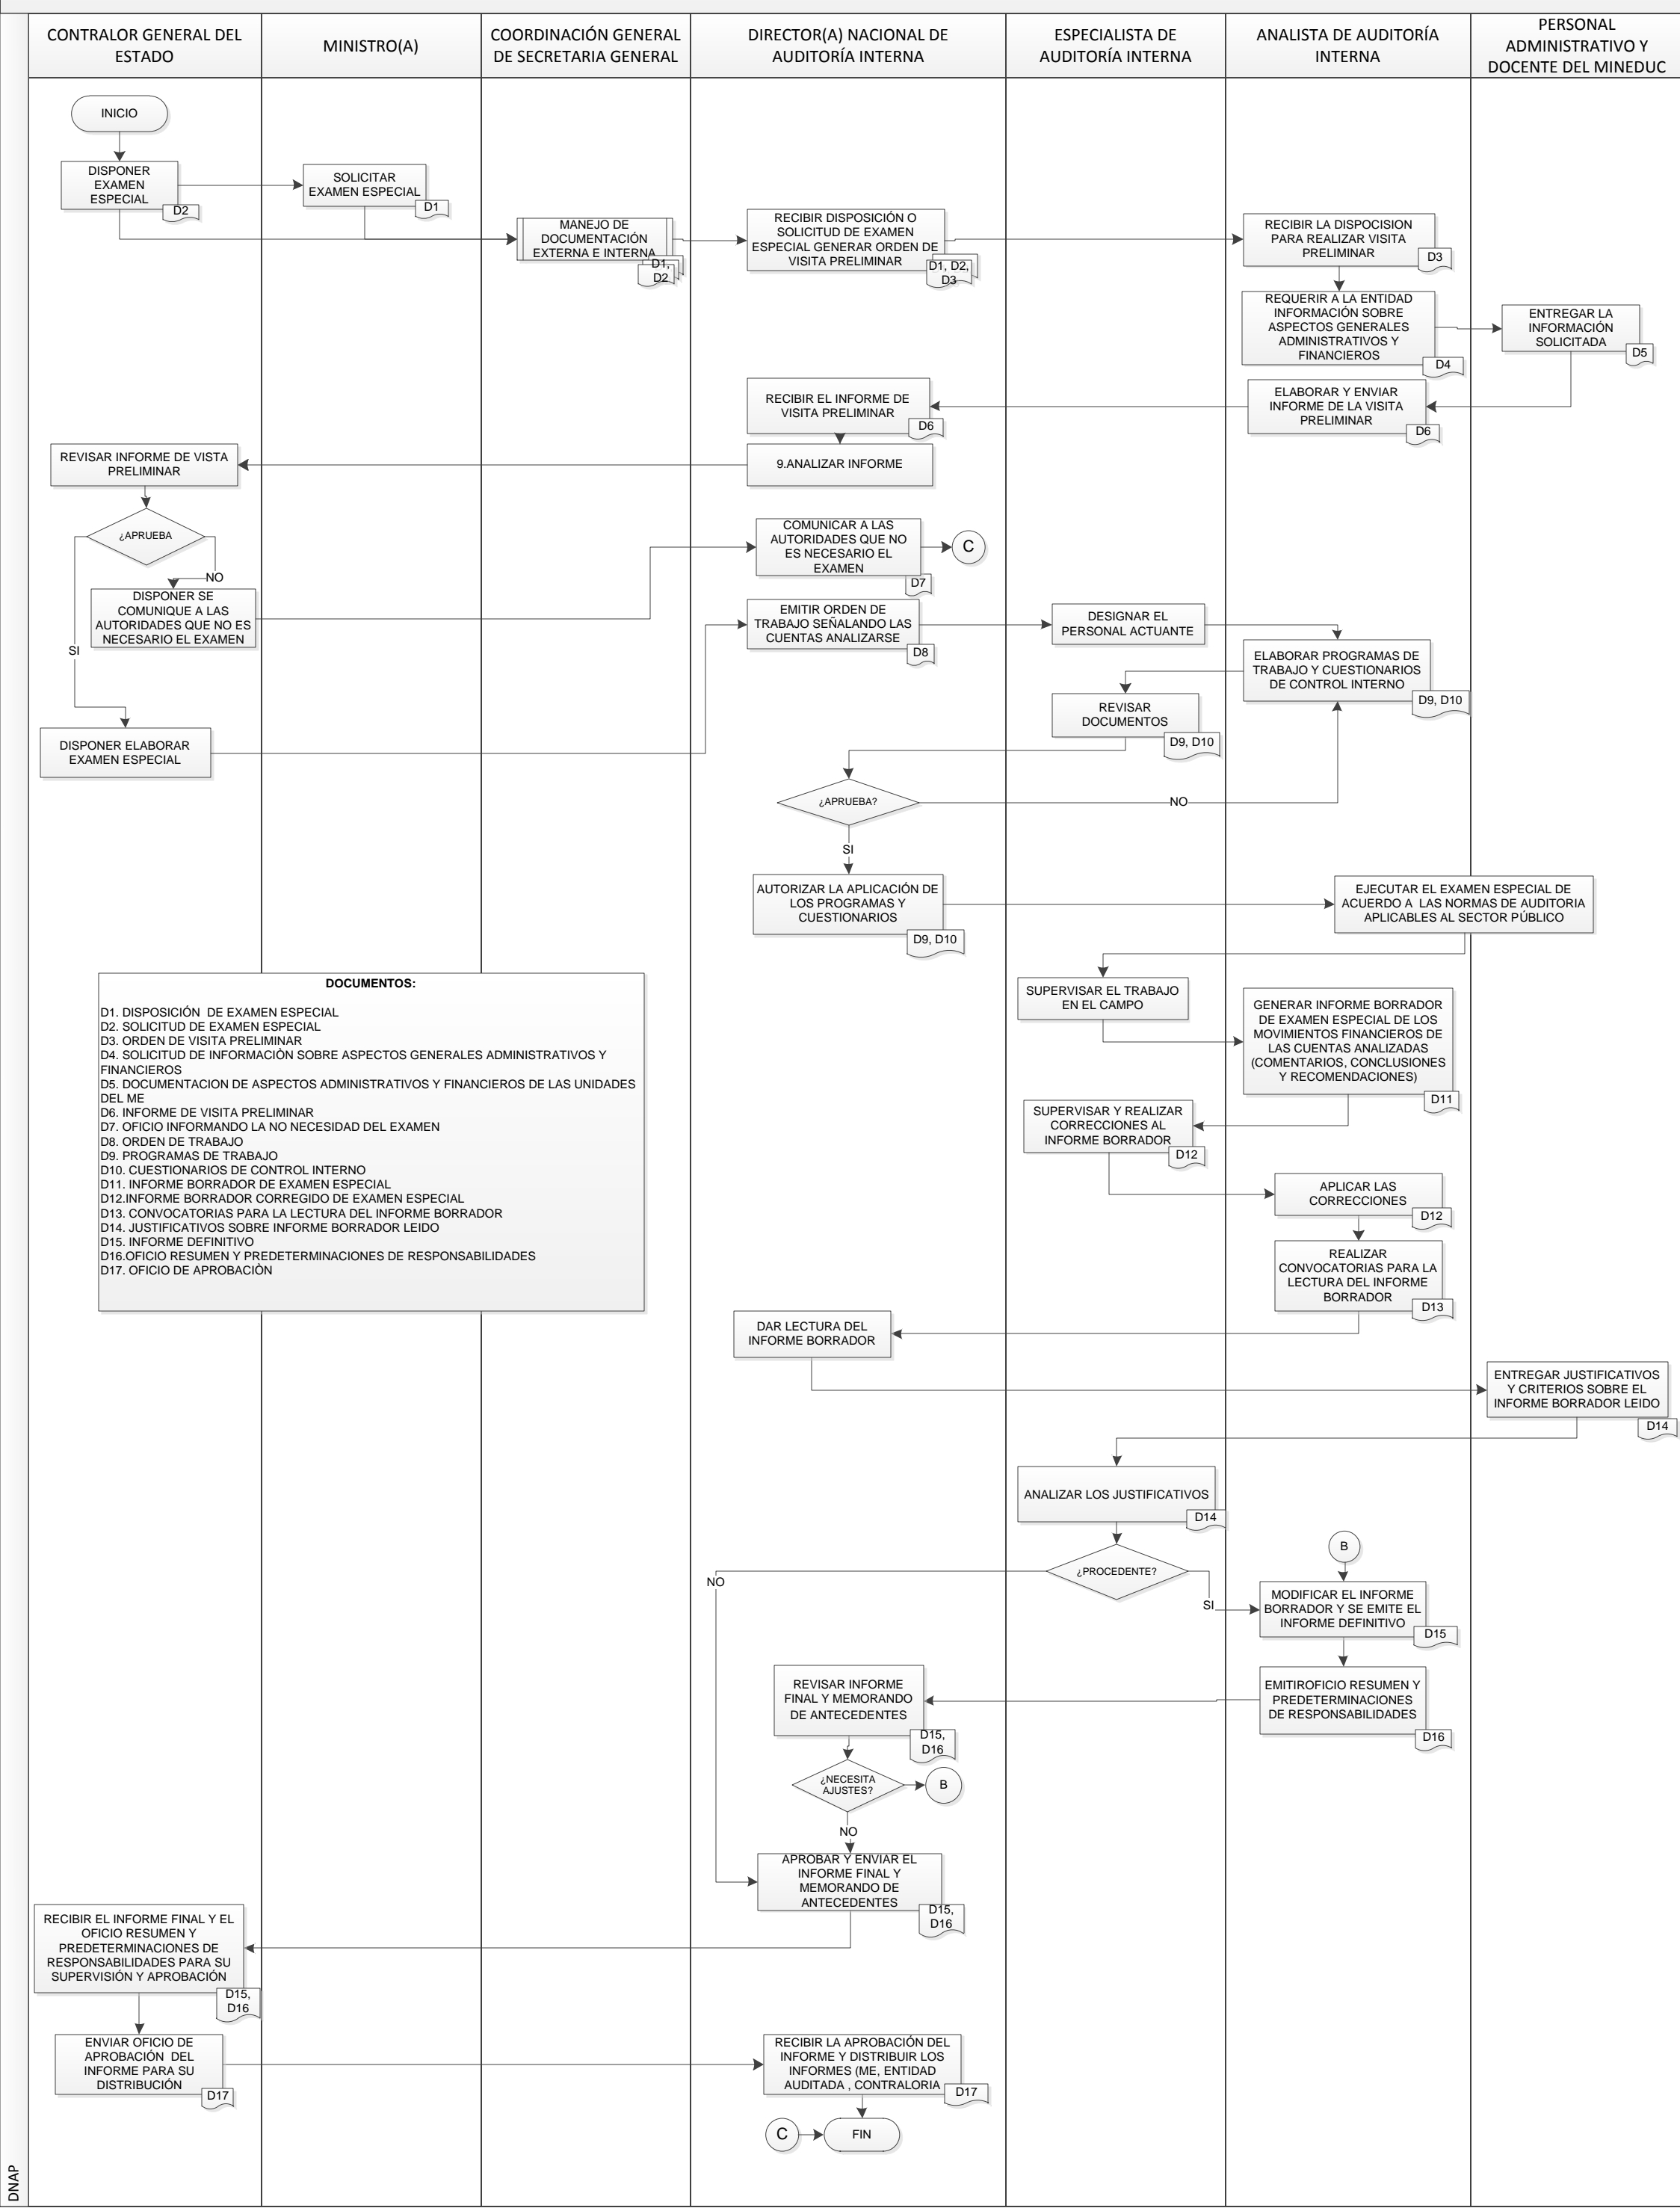 CONTRALOR GENERAL DEL
ESTADO
MINISTRO(A)
COORDINACIÓN GENERAL
DE SECRETARIA GENERAL
DIRECTOR(A) NACIONAL DE
AUDITORÍA INTERNA
ESPECIALISTA DE
AUDITORÍA INTERNA
ANALISTA DE AUDITORÍA
INTERNA
PERSONAL
ADMINISTRATIVO Y
DOCENTE DEL MINEDUC
INICIO
DISPONER
EXAMEN
ESPECIAL
D2
SOLICITAR
EXAMEN ESPECIAL
D1
MANEJO DE
DOCUMENTACIÓN
EXTERNA E INTERNA
D1,
D2
RECIBIR DISPOSICIÓN O
SOLICITUD DE EXAMEN
ESPECIAL GENERAR ORDEN DE
VISITA PRELIMINAR
D1, D2,
D3
RECIBIR LA DISPOCISION
PARA REALIZAR VISITA
PRELIMINAR
D3
REQUERIR A LA ENTIDAD
INFORMACIÓN SOBRE
ASPECTOS GENERALES
ADMINISTRATIVOS Y
FINANCIEROS
D4
ENTREGAR LA
INFORMACIÓN
SOLICITADA
D5
RECIBIR EL INFORME DE
VISITA PRELIMINAR
D6
ELABORAR Y ENVIAR
INFORME DE LA VISITA
PRELIMINAR
D6
REVISAR INFORME DE VISTA
PRELIMINAR
9.ANALIZAR INFORME
¿APRUEBA
NO
SI
DISPONER SE
COMUNIQUE A LAS
AUTORIDADES QUE NO ES
NECESARIO EL EXAMEN
COMUNICAR A LAS
AUTORIDADES QUE NO
ES NECESARIO EL
EXAMEN
D7
C
EMITIR ORDEN DE
TRABAJO SEÑALANDO LAS
CUENTAS ANALIZARSE
D8
DESIGNAR EL
PERSONAL ACTUANTE
ELABORAR PROGRAMAS DE
TRABAJO Y CUESTIONARIOS
DE CONTROL INTERNO
D9, D10
REVISAR
DOCUMENTOS
D9, D10
DISPONER ELABORAR
EXAMEN ESPECIAL
¿APRUEBA?
NO
SI
AUTORIZAR LA APLICACIÓN DE
LOS PROGRAMAS Y
CUESTIONARIOS
D9, D10
EJECUTAR EL EXAMEN ESPECIAL DE
ACUERDO A  LAS NORMAS DE AUDITORIA
APLICABLES AL SECTOR PÚBLICO
DOCUMENTOS:
D1. DISPOSICIÓN  DE EXAMEN ESPECIAL
D2. SOLICITUD DE EXAMEN ESPECIAL
D3. ORDEN DE VISITA PRELIMINAR
D4. SOLICITUD DE INFORMACIÒN SOBRE ASPECTOS GENERALES ADMINISTRATIVOS Y
FINANCIEROS
D5. DOCUMENTACION DE ASPECTOS ADMINISTRATIVOS Y FINANCIEROS DE LAS UNIDADES
DEL ME
D6. INFORME DE VISITA PRELIMINAR
D7. OFICIO INFORMANDO LA NO NECESIDAD DEL EXAMEN
D8. ORDEN DE TRABAJO
D9. PROGRAMAS DE TRABAJO
D10. CUESTIONARIOS DE CONTROL INTERNO
D11. INFORME BORRADOR DE EXAMEN ESPECIAL
D12.INFORME BORRADOR CORREGIDO DE EXAMEN ESPECIAL
D13. CONVOCATORIAS PARA LA LECTURA DEL INFORME BORRADOR
D14. JUSTIFICATIVOS SOBRE INFORME BORRADOR LEIDO
D15. INFORME DEFINITIVO
D16.OFICIO RESUMEN Y PREDETERMINACIONES DE RESPONSABILIDADES
D17. OFICIO DE APROBACIÒN
SUPERVISAR EL TRABAJO
EN EL CAMPO
GENERAR INFORME BORRADOR
DE EXAMEN ESPECIAL DE LOS
MOVIMIENTOS FINANCIEROS DE
LAS CUENTAS ANALIZADAS
(COMENTARIOS, CONCLUSIONES
Y RECOMENDACIONES)
D11
SUPERVISAR Y REALIZAR
CORRECCIONES AL
INFORME BORRADOR
D12
APLICAR LAS
CORRECCIONES
D12
REALIZAR
CONVOCATORIAS PARA LA
LECTURA DEL INFORME
BORRADOR
D13
DAR LECTURA DEL
INFORME BORRADOR
ENTREGAR JUSTIFICATIVOS
Y CRITERIOS SOBRE EL
INFORME BORRADOR LEIDO
D14
ANALIZAR LOS JUSTIFICATIVOS
D14
¿PROCEDENTE?
NO
SI
B
MODIFICAR EL INFORME
BORRADOR Y SE EMITE EL
INFORME DEFINITIVO
D15
EMITIROFICIO RESUMEN Y
PREDETERMINACIONES
DE RESPONSABILIDADES
D16
REVISAR INFORME
FINAL Y MEMORANDO
DE ANTECEDENTES
D15,
D16
¿NECESITA
AJUSTES?
B
NO
APROBAR Y ENVIAR EL
INFORME FINAL Y
MEMORANDO DE
ANTECEDENTES
D15,
D16
RECIBIR EL INFORME FINAL Y EL
OFICIO RESUMEN Y
PREDETERMINACIONES DE
RESPONSABILIDADES PARA SU
SUPERVISIÓN Y APROBACIÓN
D15,
D16
ENVIAR OFICIO DE
APROBACIÓN  DEL
INFORME PARA SU
DISTRIBUCIÓN
D17
RECIBIR LA APROBACIÓN DEL
INFORME Y DISTRIBUIR LOS
INFORMES (ME, ENTIDAD
AUDITADA , CONTRALORIA
D17
C
FIN
DNAP